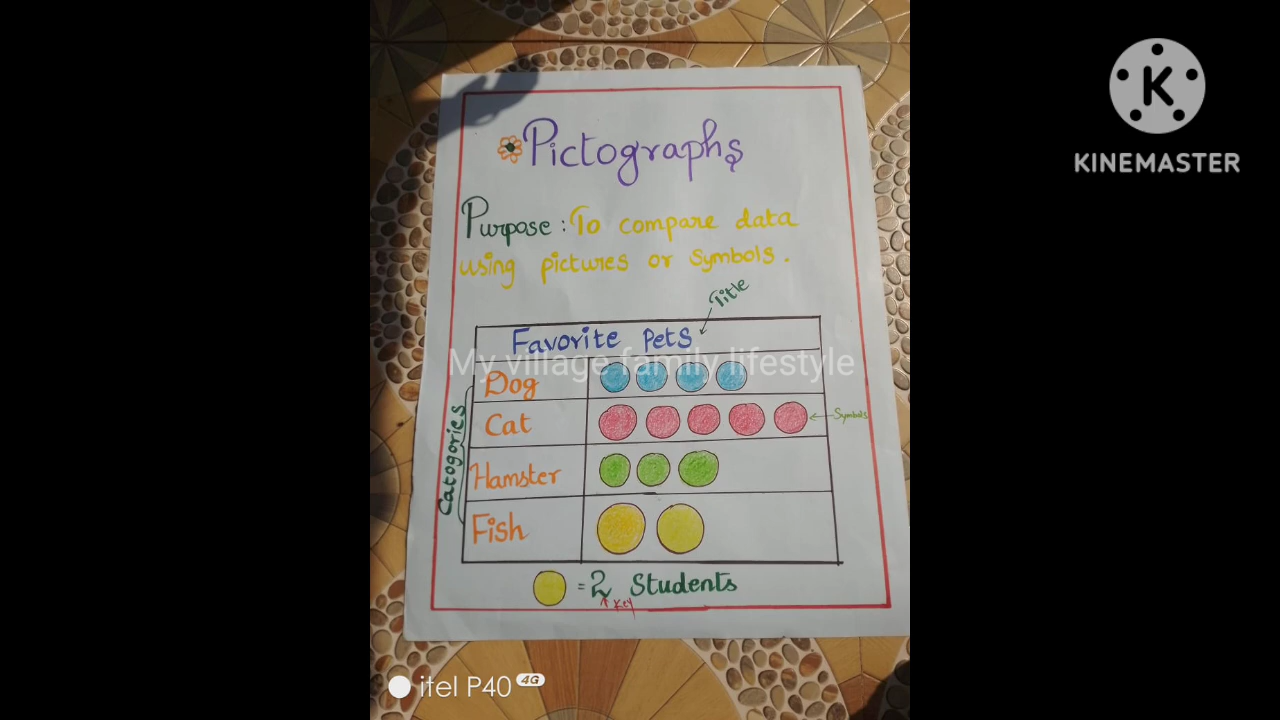 Pictographs
Purpose: To compare data
using pictures or symbols.
Title
Favorite pets
My village family lifestyle
Dog
Cat
Symbols
Catogories
Hamster
Fish
= 2 Students
Key
itel P40 4G
K
KINEMASTER